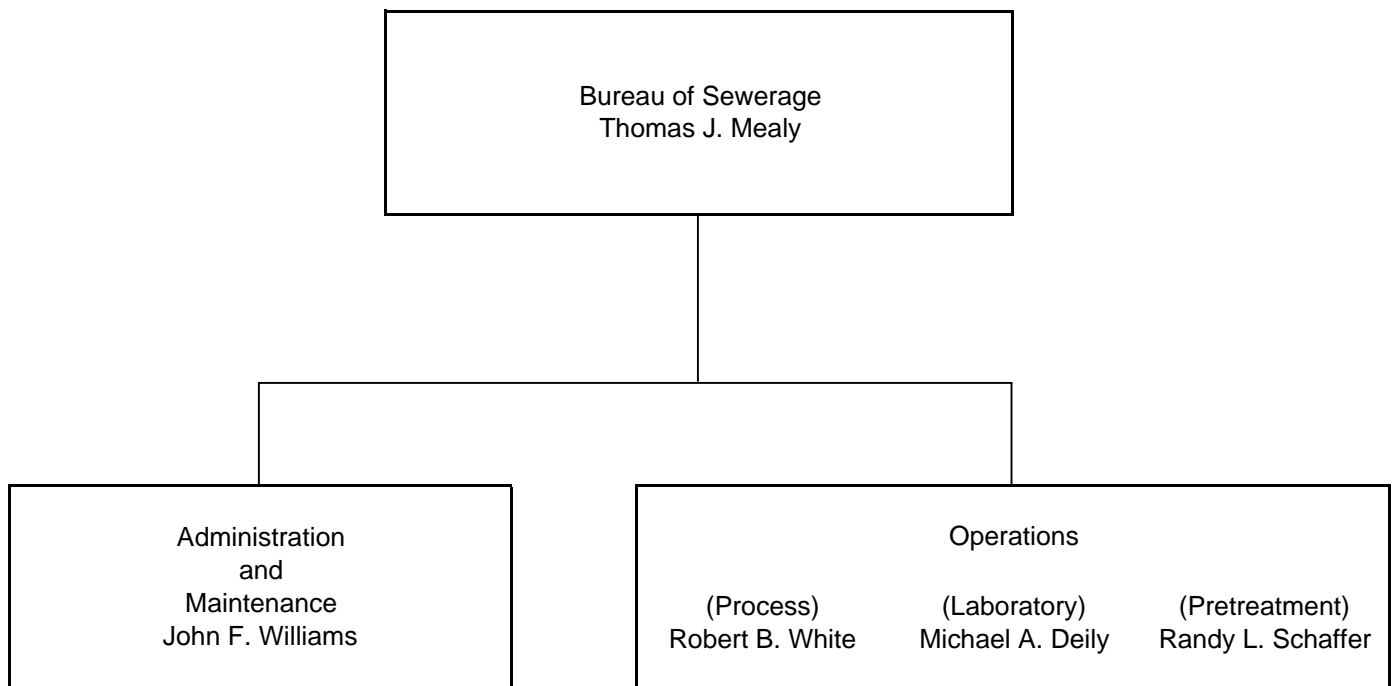 Bureau of Sewerage
Thomas J. Mealy
Administration
and
Maintenance
John F. Williams
Operations
(Process) (Laboratory) (Pretreatment)
Robert B. White Michael A. Deily Randy L. Schaffer